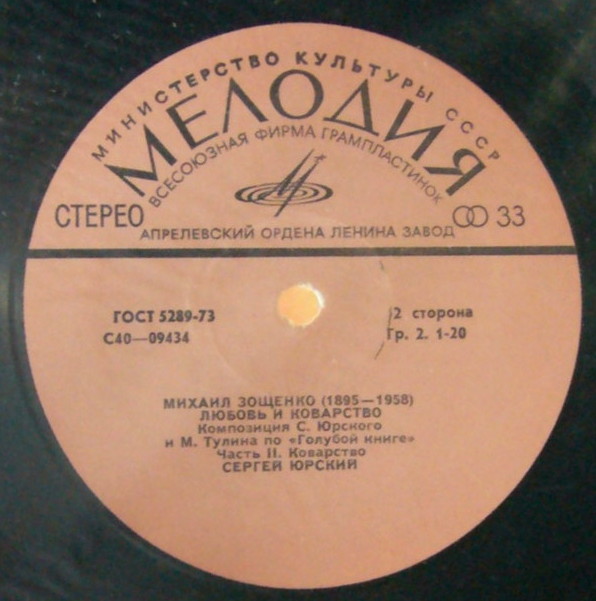 МИНИСТЕРСТВО КУЛЬТУРЫ СССР
МЕЛОДИЯ
ВСЕСОЮЗНАЯ ФИРМА ГРАМПЛАСТИНОК
СТЕРЕО
33
АПРЕЛЕВСКИЙ ОРДЕНА ЛЕНИНА ЗАВОД
ГОСТ 5289-73
2 сторона
С40—09434
Гр. 2. 1-20
МИХАИЛ ЗОЩЕНКО (1895—1958)
ЛЮБОВЬ И КОВАРСТВО
Композиция С. Юрского
и М. Тулина по «Голубой книге»
Часть II. Коварство
СЕРГЕЙ ЮРСКИЙ